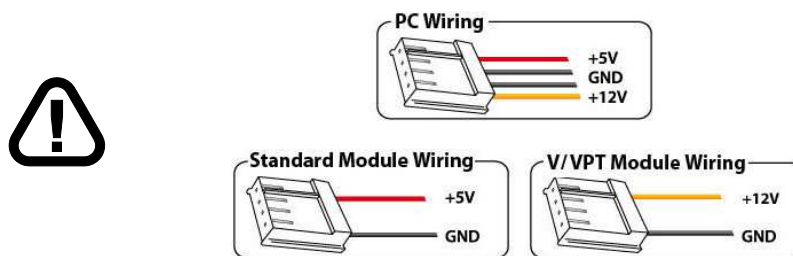 PC Wiring
+5V
GND
+12V
Standard Module Wiring
+5V
GND
V/VPT Module Wiring
+12V
GND